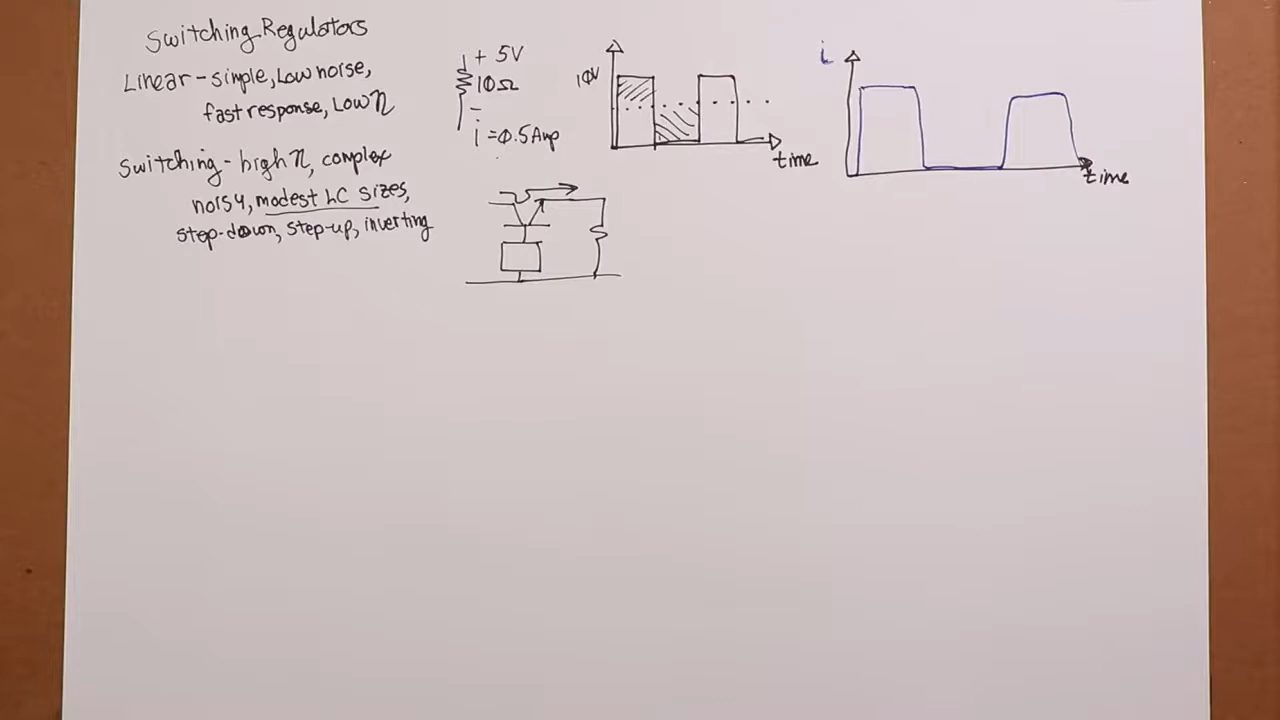 Switching Regulators
Linear - simple, Low noise,
fast response, Low η
Switching - high η, complex
noisy, modest LC sizes,
step-down, step-up, inverting
+ 5V
10Ω
-
i = 0.5 Amp
10V
time
i
time